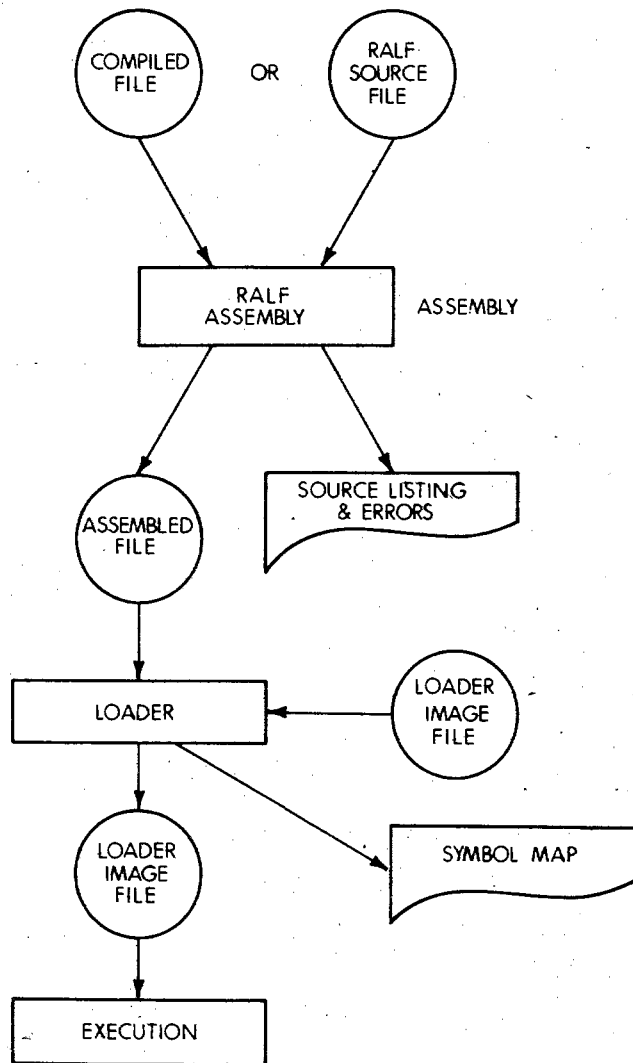 COMPILED
FILE
OR
RALF
SOURCE
FILE
RALF
ASSEMBLY
ASSEMBLY
ASSEMBLED
FILE
SOURCE LISTING
& ERRORS
LOADER
LOADER
IMAGE
FILE
LOADER
IMAGE
FILE
SYMBOL MAP
EXECUTION